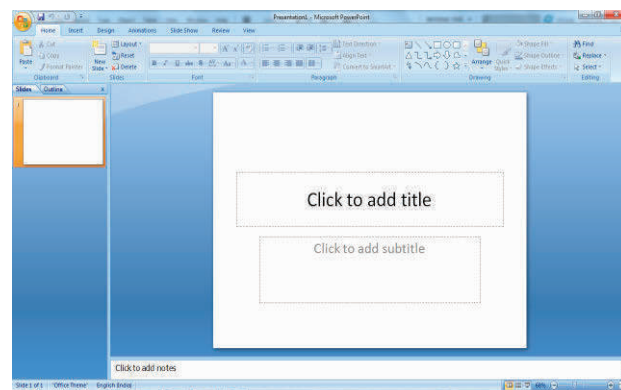 Presentation1 - Microsoft PowerPoint
Home Insert Design Animations Slide Show Review View
Paste
Cut
Copy
Format Painter
Clipboard
New
Slide
Layout
Reset
Delete
Slides
Font
Text Direction
Align Text
Convert to SmartArt
Paragraph
Arrange
Quick
Styles
Shape Fill
Shape Outline
Shape Effects
Drawing
Find
Replace
Select
Editing
Slides Outline
1
Click to add title
Click to add subtitle
Click to add notes
Slide 1 of 1 "Office Theme" English (India)